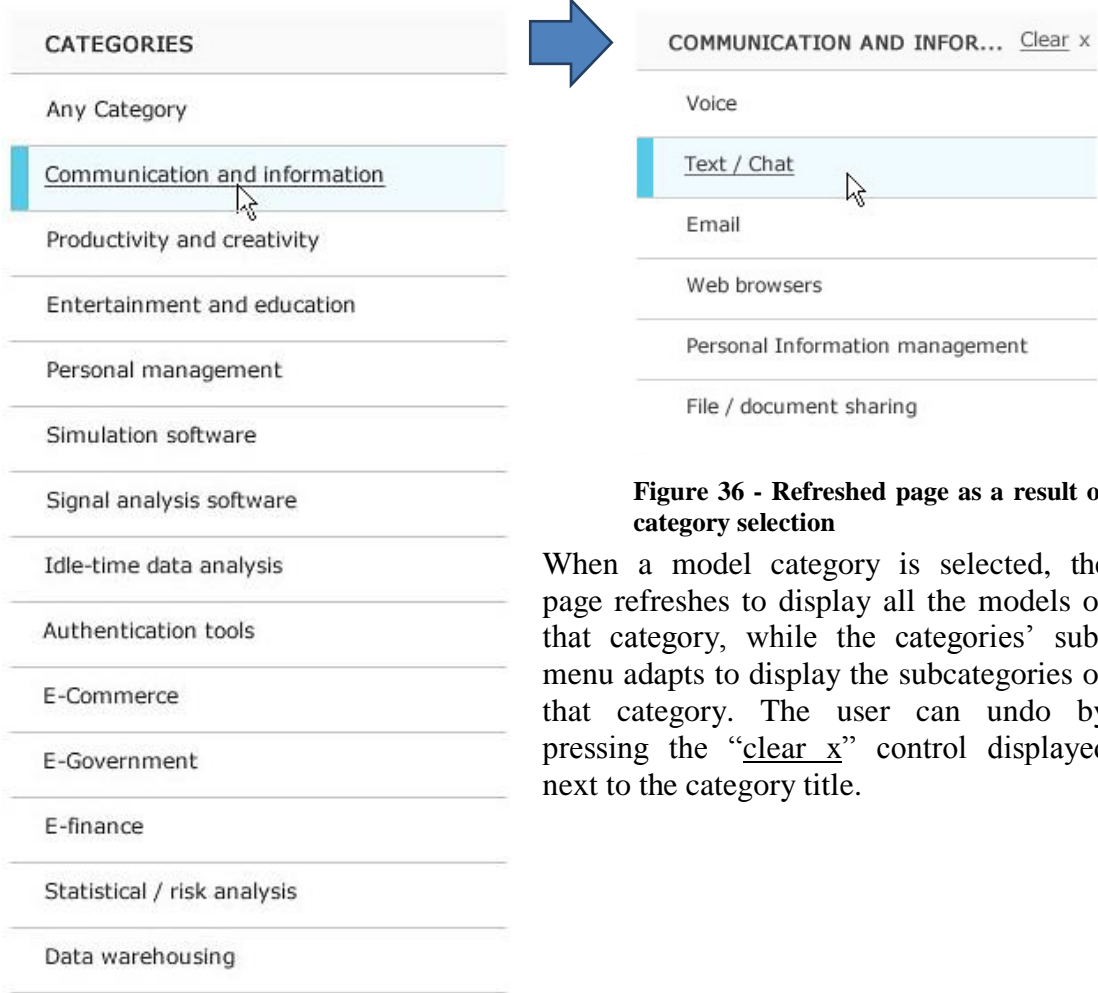 CATEGORIES
Any Category
Communication and information
Productivity and creativity
Entertainment and education
Personal management
Simulation software
Signal analysis software
Idle-time data analysis
Authentication tools
E-Commerce
E-Government
E-finance
Statistical / risk analysis
Data warehousing
COMMUNICATION AND INFOR... Clear x
Voice
Text / Chat
Email
Web browsers
Personal Information management
File / document sharing
Figure 36 - Refreshed page as a result
category selection
When a model category is selected,
page refreshes to display all the models
that category, while the categories’ sub
menu adapts to display the subcategories
that category. The user can undo
pressing the “clear x” control
next to the category title.